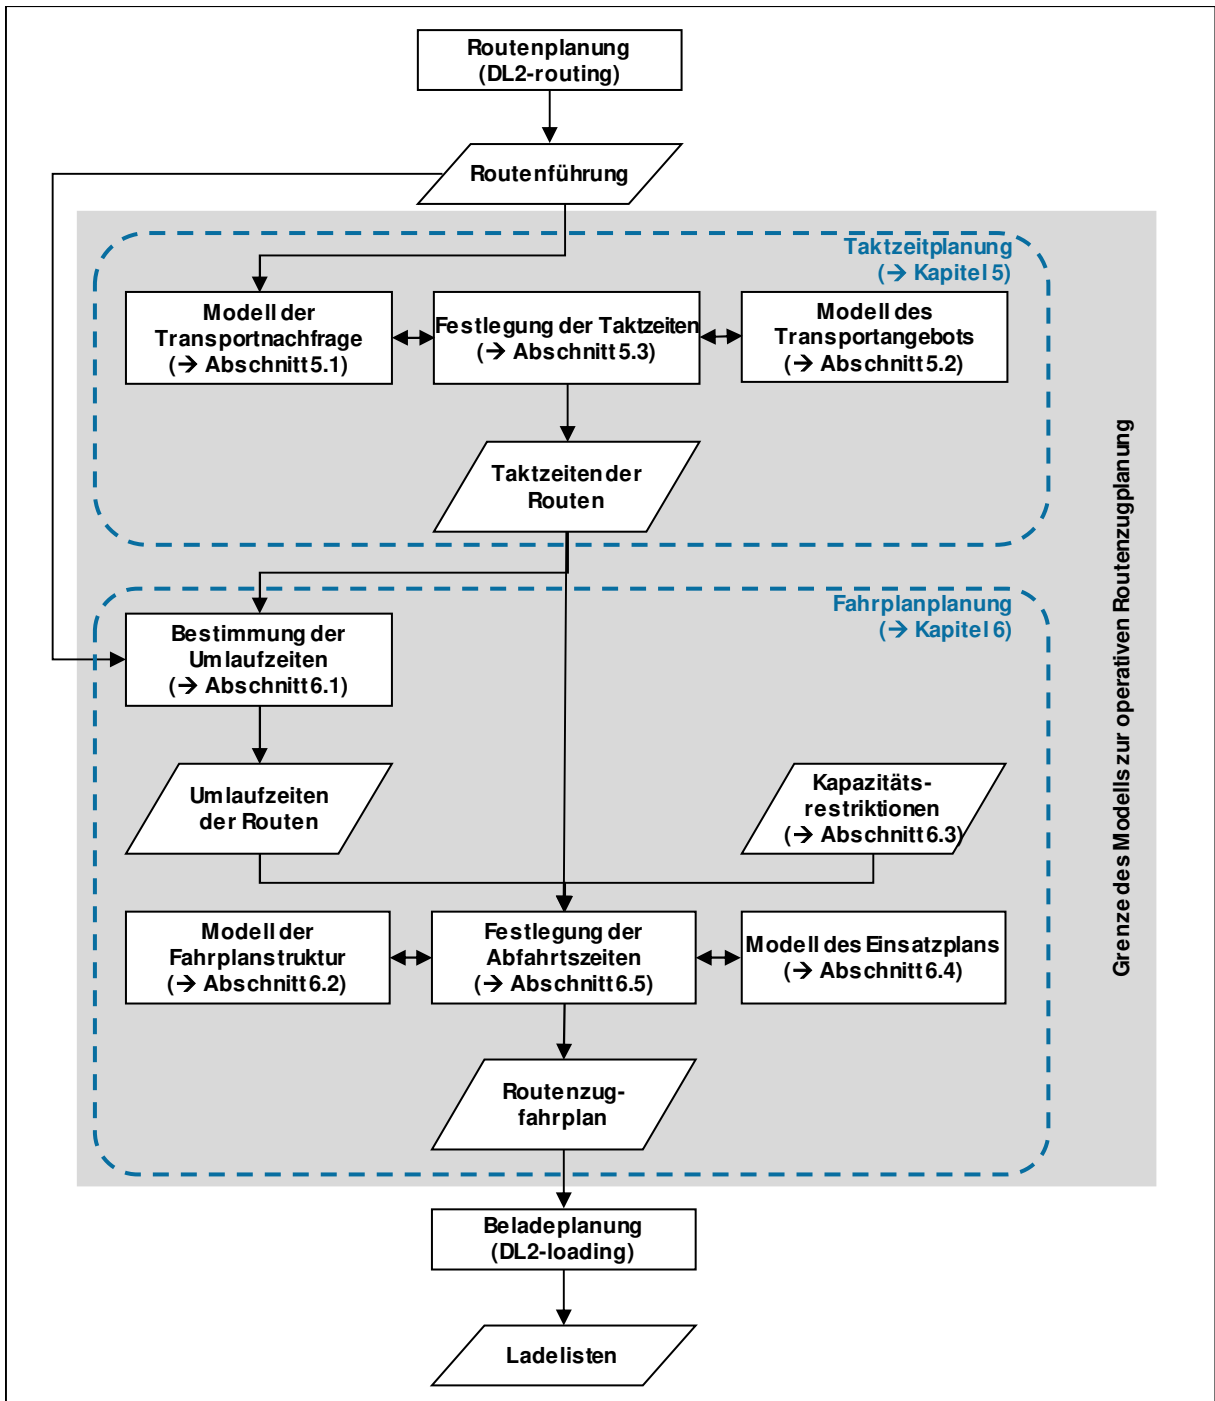 Routenplanung
(DL2-routing)
Routenführung
Taktzeitplanung
(→ Kapitel 5)
Modell der
Transportnachfrage
(→ Abschnitt 5.1)
Festlegung der Taktzeiten
(→ Abschnitt 5.3)
Modell des
Transportangebots
(→ Abschnitt 5.2)
Taktzeiten der
Routen
Grenze des Modells zur operativen Routenzugplanung
Fahrplanplanung
(→ Kapitel 6)
Bestimmung der
Umlaufzeiten
(→ Abschnitt 6.1)
Umlaufzeiten
der Routen
Kapazitäts-
restriktionen
(→ Abschnitt 6.3)
Modell der
Fahrplanstruktur
(→ Abschnitt 6.2)
Festlegung der
Abfahrtszeiten
(→ Abschnitt 6.5)
Modell des Einsatzplans
(→ Abschnitt 6.4)
Routenzug-
fahrplan
Beladeplanung
(DL2-loading)
Ladelisten